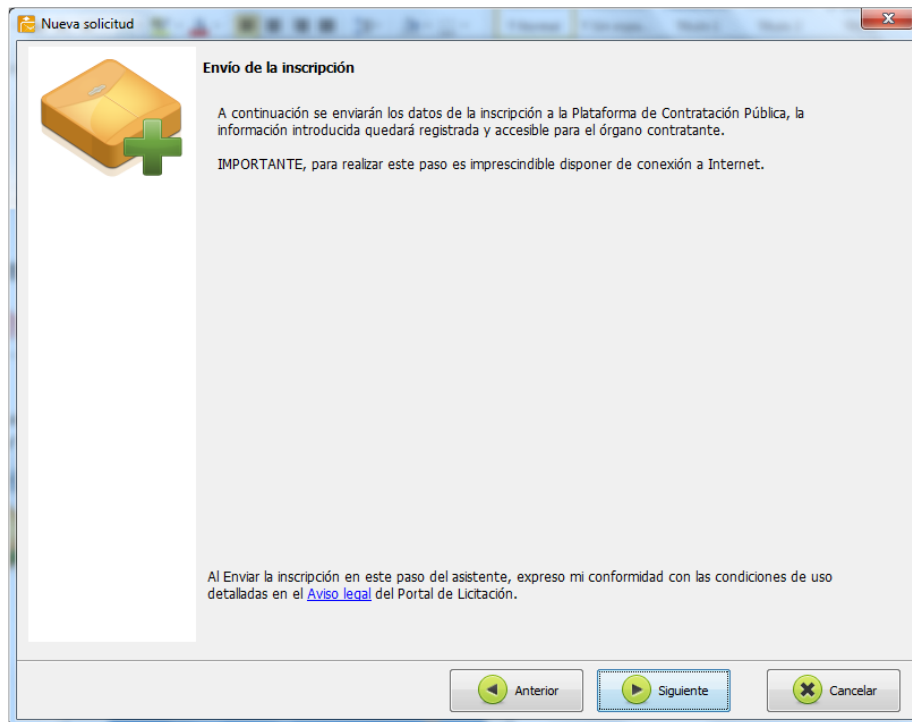 Nueva solicitud
Envío de la inscripción
A continuación se enviarán los datos de la inscripción a la Plataforma de Contratación Pública, la
información introducida quedará registrada y accesible para el órgano contratante.
IMPORTANTE, para realizar este paso es imprescindible disponer de conexión a Internet.
Al Enviar la inscripción en este paso del asistente, expreso mi conformidad con las condiciones de uso
detalladas en el Aviso legal del Portal de Licitación.
Anterior
Siguiente
Cancelar